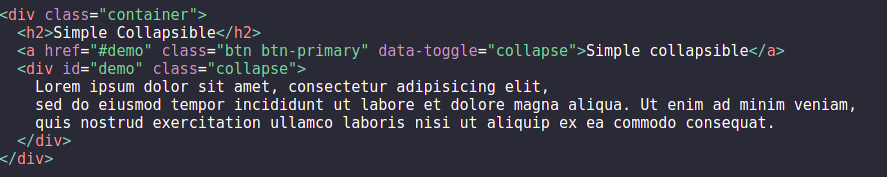 <div class="container">
  <h2>Simple Collapsible</h2>
  <a href="#demo" class="btn btn-primary" data-toggle="collapse">Simple collapsible</a>
  <div id="demo" class="collapse">
    Lorem ipsum dolor sit amet, consectetur adipisicing elit,
    sed do eiusmod tempor incididunt ut labore et dolore magna aliqua. Ut enim ad minim veniam,
    quis nostrud exercitation ullamco laboris nisi ut aliquip ex ea commodo consequat.
  </div>
</div>